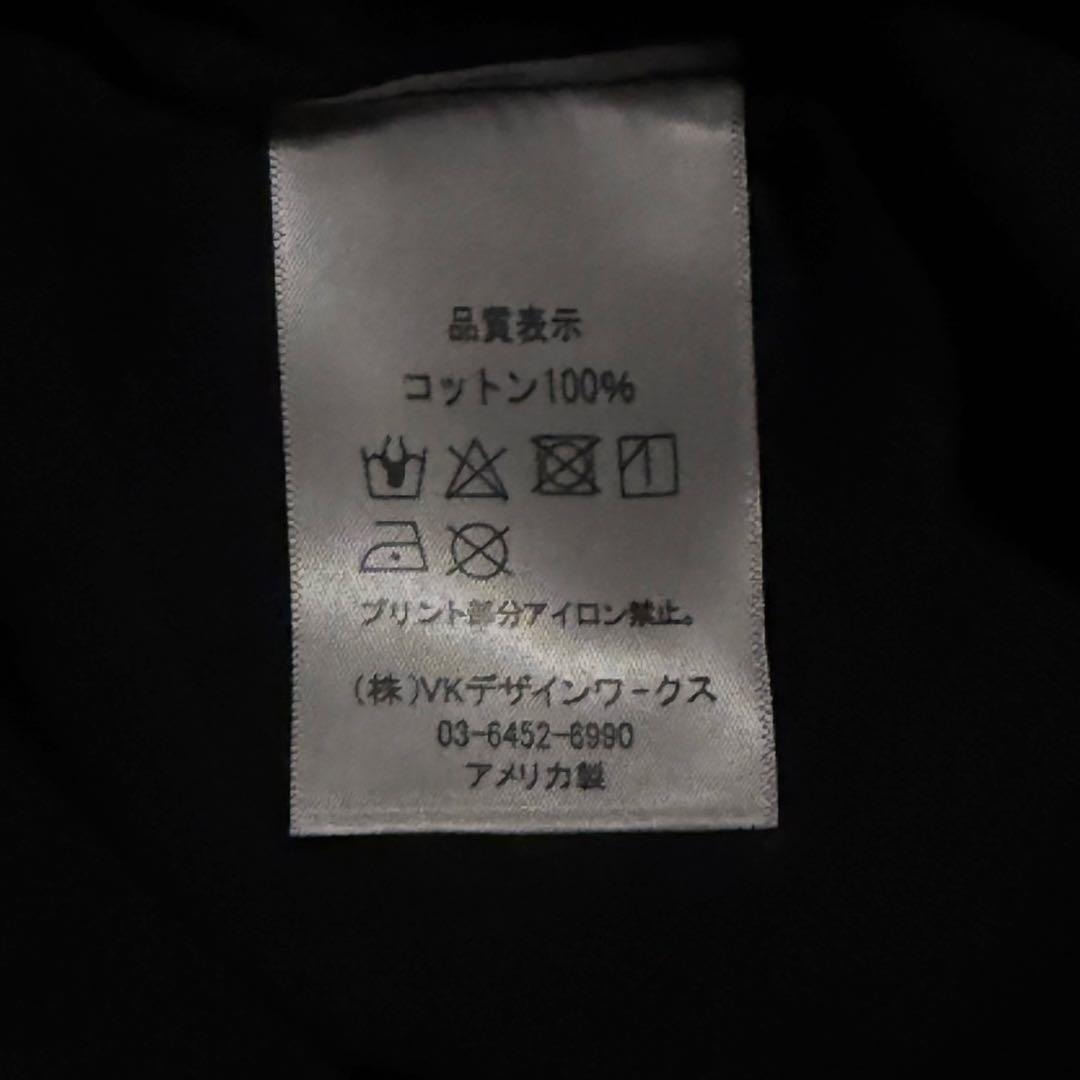 品質表示
コットン100%
プリント部分アイロン禁止。
(株)VKデザインワークス
03-6452-6990
アメリカ製